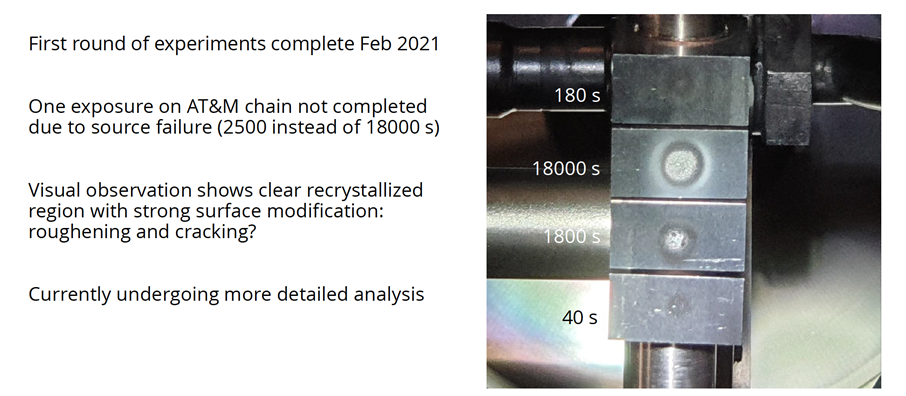 First round of experiments complete Feb 2021
One exposure on AT&M chain not completed
due to source failure (2500 instead of 18000 s)
Visual observation shows clear recrystallized
region with strong surface modification:
roughening and cracking?
Currently undergoing more detailed analysis
180 s
18000 s
1800 s
40 s